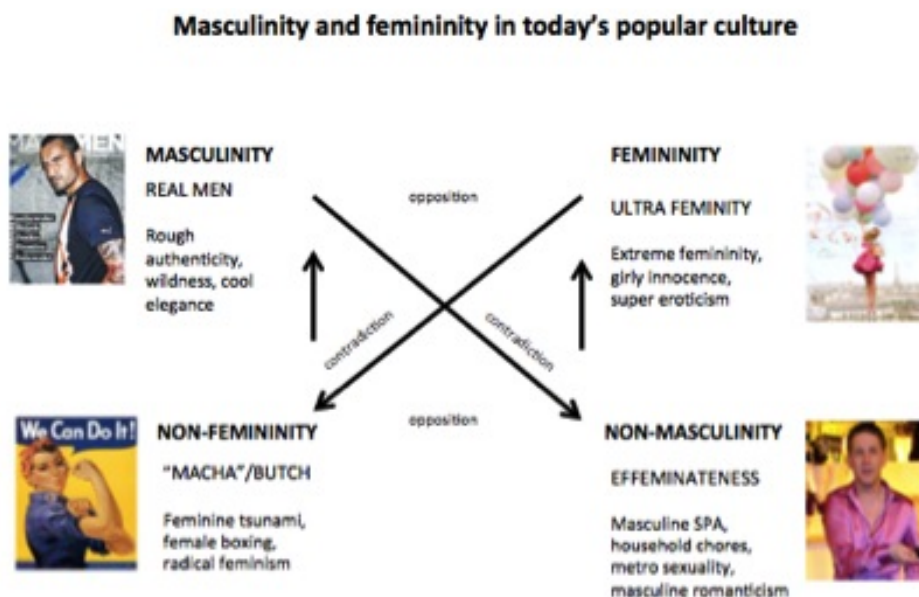 Masculinity and femininity in today's popular culture
MASCULINITY
REAL MEN
Rough
authenticity,
wildness, cool
elegance
opposition
FEMININITY
ULTRA FEMINITY
Extreme femininity,
girly innocence,
super eroticism
contradiction
contradiction
opposition
We Can Do It!
NON-FEMININITY
"MACHA"/BUTCH
Feminine tsunami,
female boxing,
radical feminism
NON-MASCULINITY
EFFEMINATENESS
Masculine SPA,
household chores,
metro sexuality,
masculine romanticism